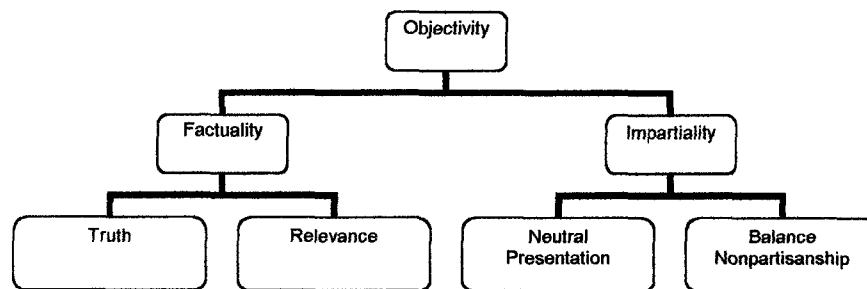 Objectivity
Factuality
Impartiality
Truth
Relevance
Neutral
Presentation
Balance
Nonpartisanship